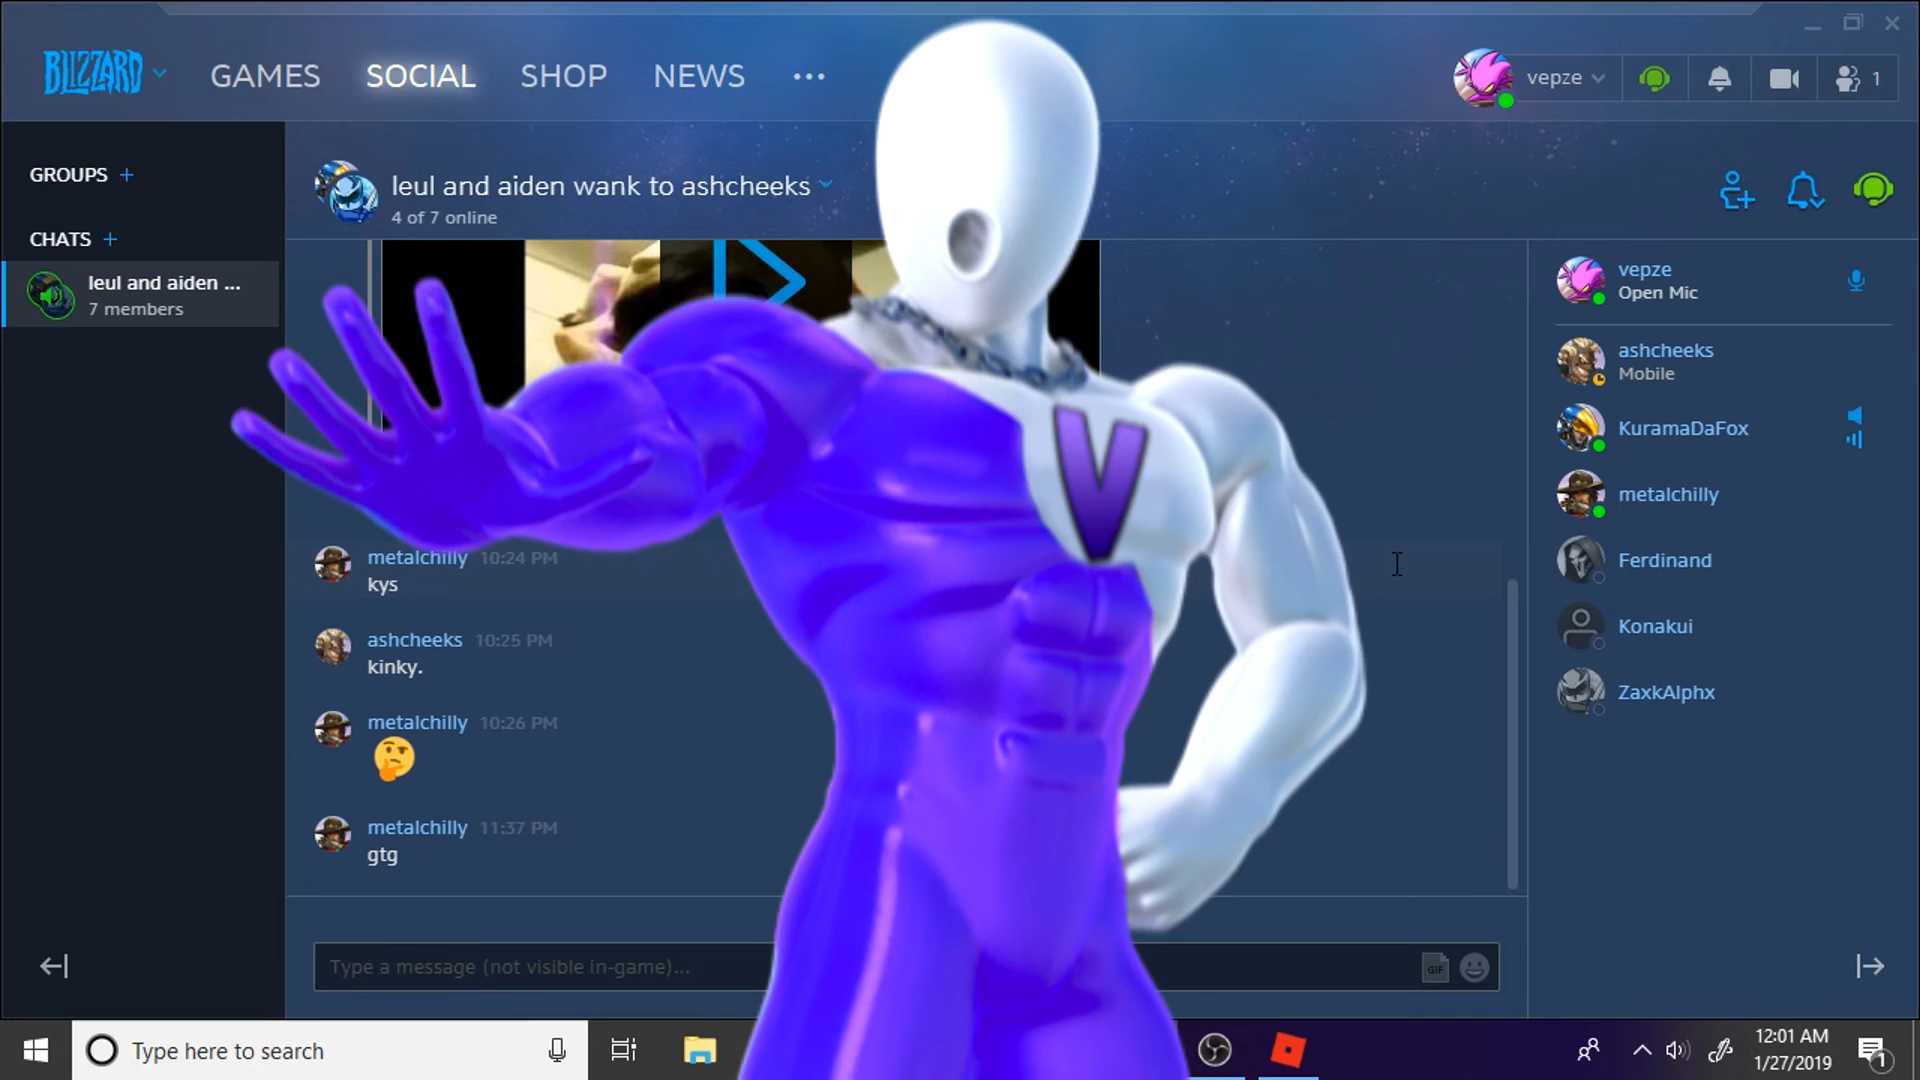 BLIZZARD
GAMES
SOCIAL
SHOP
NEWS
vepze
1
GROUPS +
CHATS +
leul and aiden ...
7 members
leul and aiden wank to ashcheeks
4 of 7 online
V
metalchilly 10:24 PM
kys
ashcheeks 10:25 PM
kinky.
metalchilly 10:26 PM
metalchilly 11:37 PM
gtg
Type a message (not visible in-game)...
GIF
vepze
Open Mic
ashcheeks
Mobile
KuramaDaFox
metalchilly
Ferdinand
Konakui
ZaxkAlphx
Type here to search
12:01 AM
1/27/2019
1